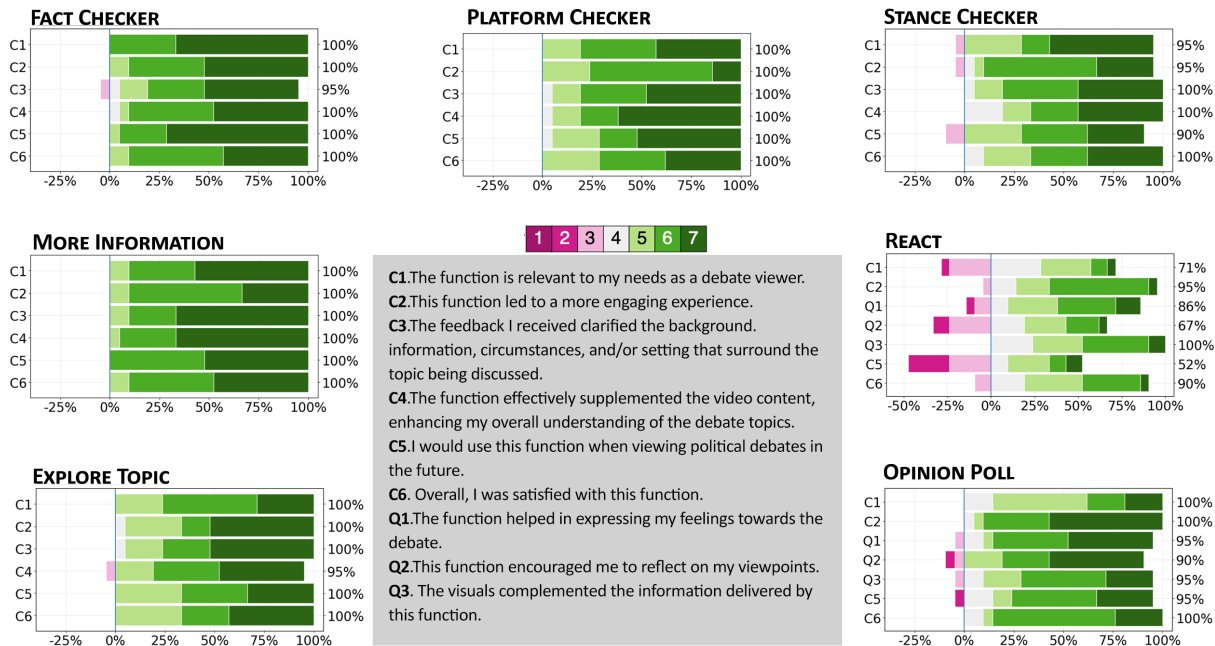 FACT CHECKER
C1 100%
C2 100%
C3 95%
C4 100%
C5 100%
C6 100%
-25% 0% 25% 50% 75% 100%
PLATFORM CHECKER
C1 100%
C2 100%
C3 100%
C4 100%
C5 100%
C6 100%
-25% 0% 25% 50% 75% 100%
STANCE CHECKER
C1 95%
C2 95%
C3 100%
C4 100%
C5 90%
C6 100%
-25% 0% 25% 50% 75% 100%
MORE INFORMATION
C1 100%
C2 100%
C3 100%
C4 100%
C5 100%
C6 100%
-25% 0% 25% 50% 75% 100%
1 2 3 4 5 6 7
C1.The function is relevant to my needs as a debate viewer.
C2.This function led to a more engaging experience.
C3.The feedback I received clarified the background.
information, circumstances, and/or setting that surround the
topic being discussed.
C4.The function effectively supplemented the video content,
enhancing my overall understanding of the debate topics.
C5.I would use this function when viewing political debates in
the future.
C6. Overall, I was satisfied with this function.
Q1.The function helped in expressing my feelings towards the
debate.
Q2.This function encouraged me to reflect on my viewpoints.
Q3. The visuals complemented the information delivered by
this function.
REACT
C1 71%
C2 95%
Q1 86%
Q2 67%
Q3 100%
C5 52%
C6 90%
-50% -25% 0% 25% 50% 75% 100%
EXPLORE TOPIC
C1 100%
C2 100%
C3 100%
C4 95%
C5 100%
C6 100%
-25% 0% 25% 50% 75% 100%
OPINION POLL
C1 100%
C2 100%
Q1 95%
Q2 90%
Q3 95%
C5 95%
C6 100%
-25% 0% 25% 50% 75% 100%